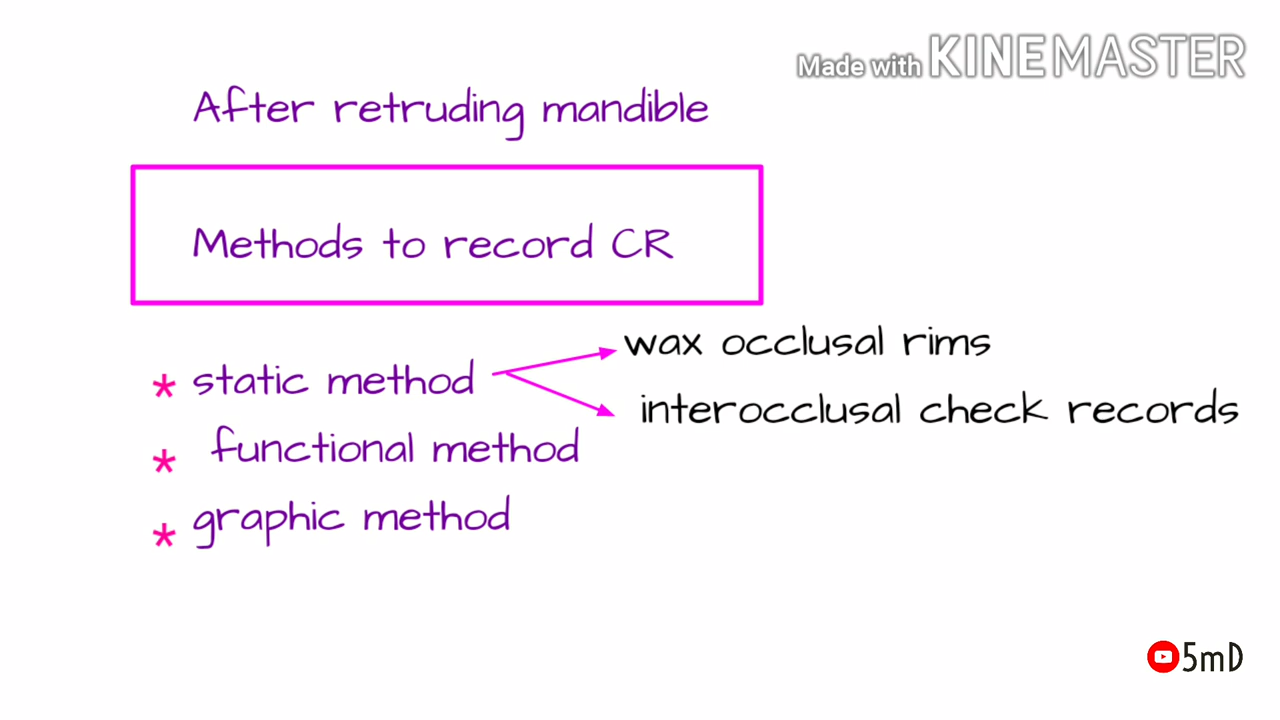 Made with KINEMASTER
After retruding mandible
Methods to record CR
wax occlusal rims
* static method
interocclusal check records
* functional method
* graphic method
5mD